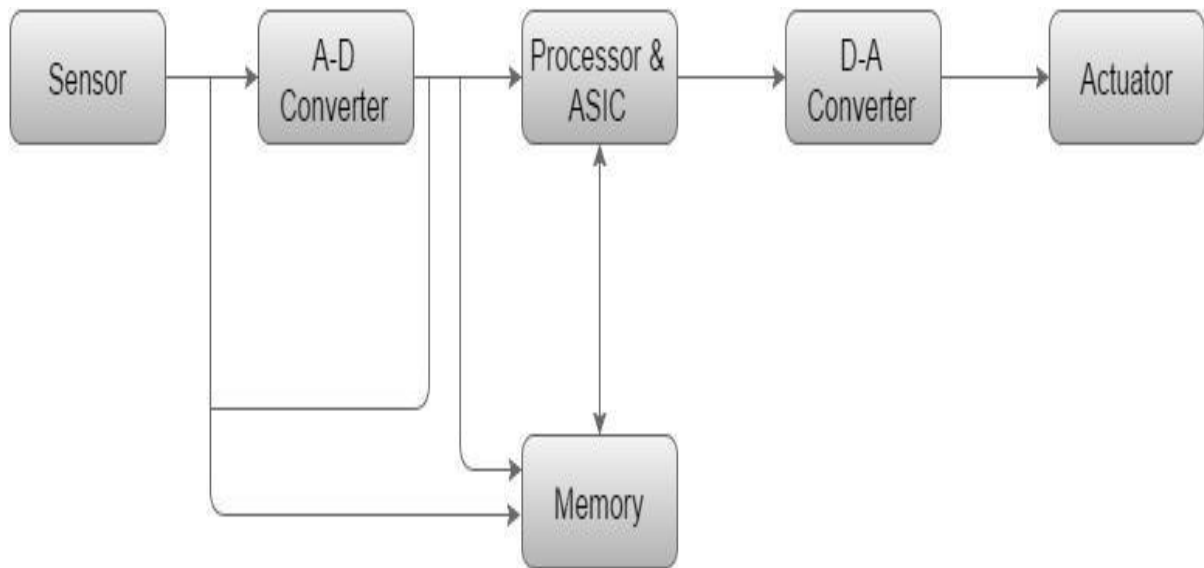 Sensor
A-D
Converter
Processor &
ASIC
D-A
Converter
Actuator
Memory